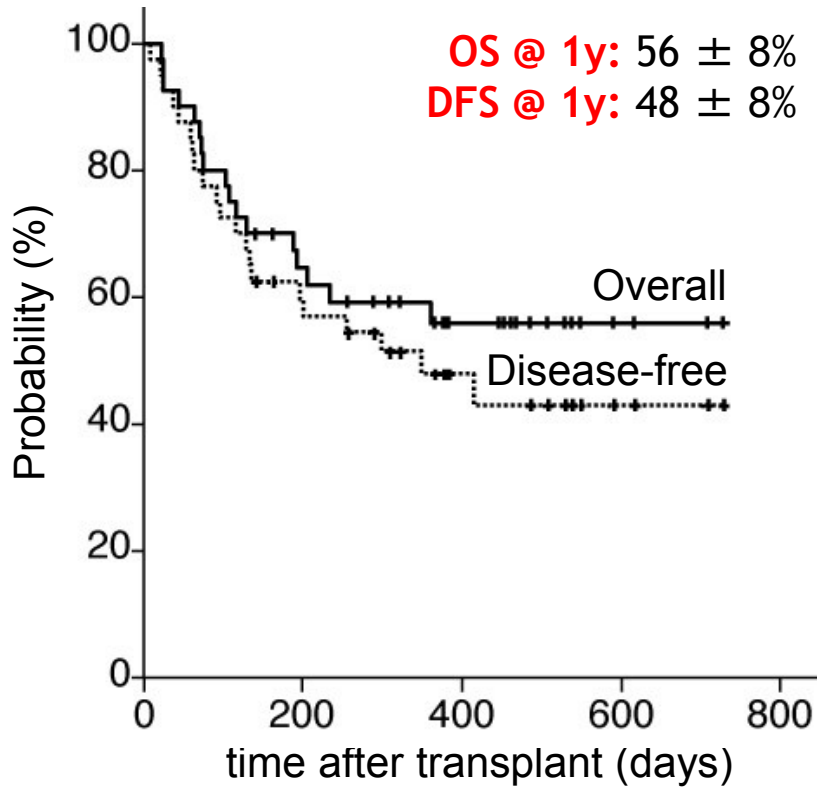 OS @ 1y: 56 ± 8%
DFS @ 1y: 48 ± 8%
100
80
60
40
20
0
Probability (%)
Overall
Disease-free
0 200 400 600 800
time after transplant (days)